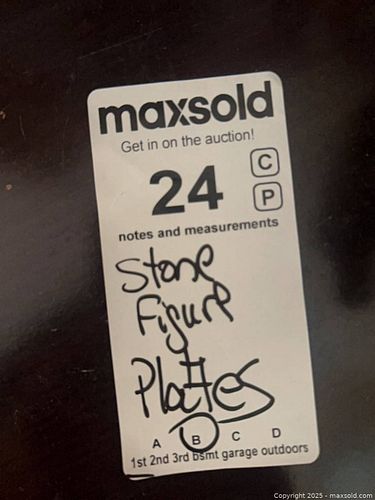 maxsold
Get in on the auction!
24
C
P
notes and measurements
Stone
Figure
Plattes
A B C D
1st 2nd 3rd bsmt garage outdoors
Copyright 2025 - maxsold.com